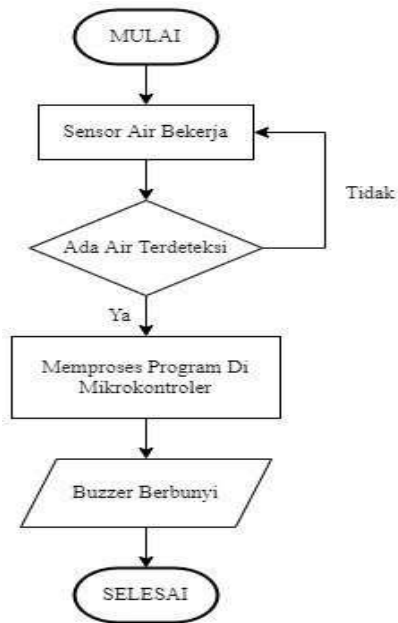 MULAI
Sensor Air Bekerja
Tidak
Ada Air Terdeteksi
Ya
Memproses Program Di
Mikrokontroler
Buzzer Berbunyi
SELESAI